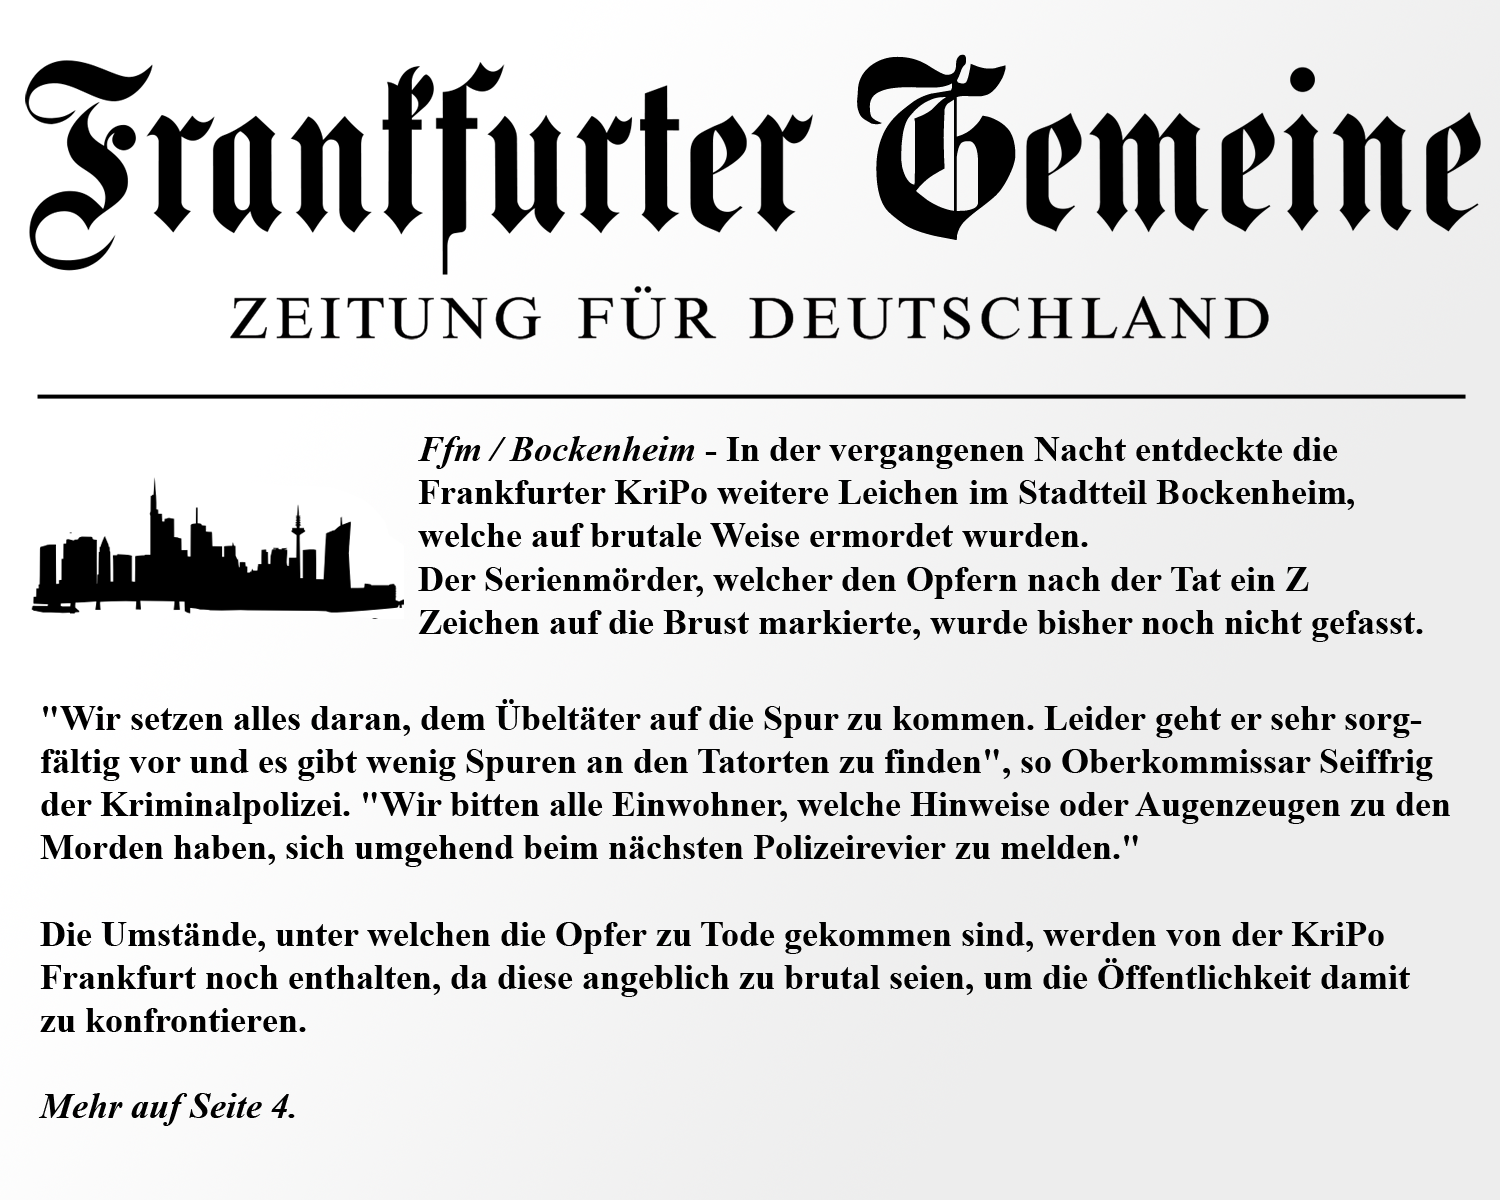 Frankfurter Gemeine
ZEITUNG FÜR DEUTSCHLAND
Ffm / Bockenheim - In der vergangenen Nacht entdeckte die
Frankfurter KriPo weitere Leichen im Stadtteil Bockenheim,
welche auf brutale Weise ermordet wurden.
Der Serienmörder, welcher den Opfern nach der Tat ein Z
Zeichen auf die Brust markierte, wurde bisher noch nicht gefasst.
"Wir setzen alles daran, dem Übeltäter auf die Spur zu kommen. Leider geht er sehr sorg-
fältig vor und es gibt wenig Spuren an den Tatorten zu finden", so Oberkommissar Seiffrig
der Kriminalpolizei. "Wir bitten alle Einwohner, welche Hinweise oder Augenzeugen zu den
Morden haben, sich umgehend beim nächsten Polizeirevier zu melden."
Die Umstände, unter welchen die Opfer zu Tode gekommen sind, werden von der KriPo
Frankfurt noch enthalten, da diese angeblich zu brutal seien, um die Öffentlichkeit damit
zu konfrontieren.
Mehr auf Seite 4.